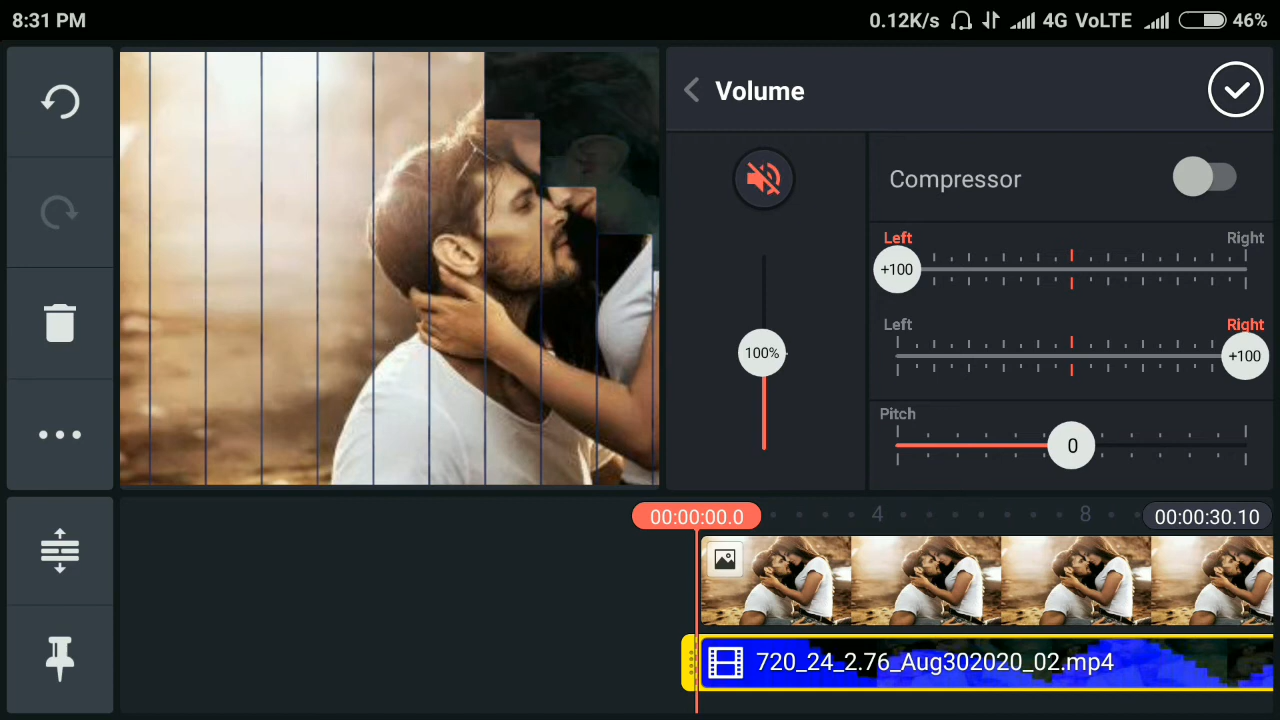 8:31 PM
0.12K/s 4G VoLTE 46%
Volume
Compressor
Left Right
+100
Left Right
+100
100%
Pitch
0
00:00:00.0 4 8 00:00:30.10
720_24_2.76_Aug302020_02.mp4